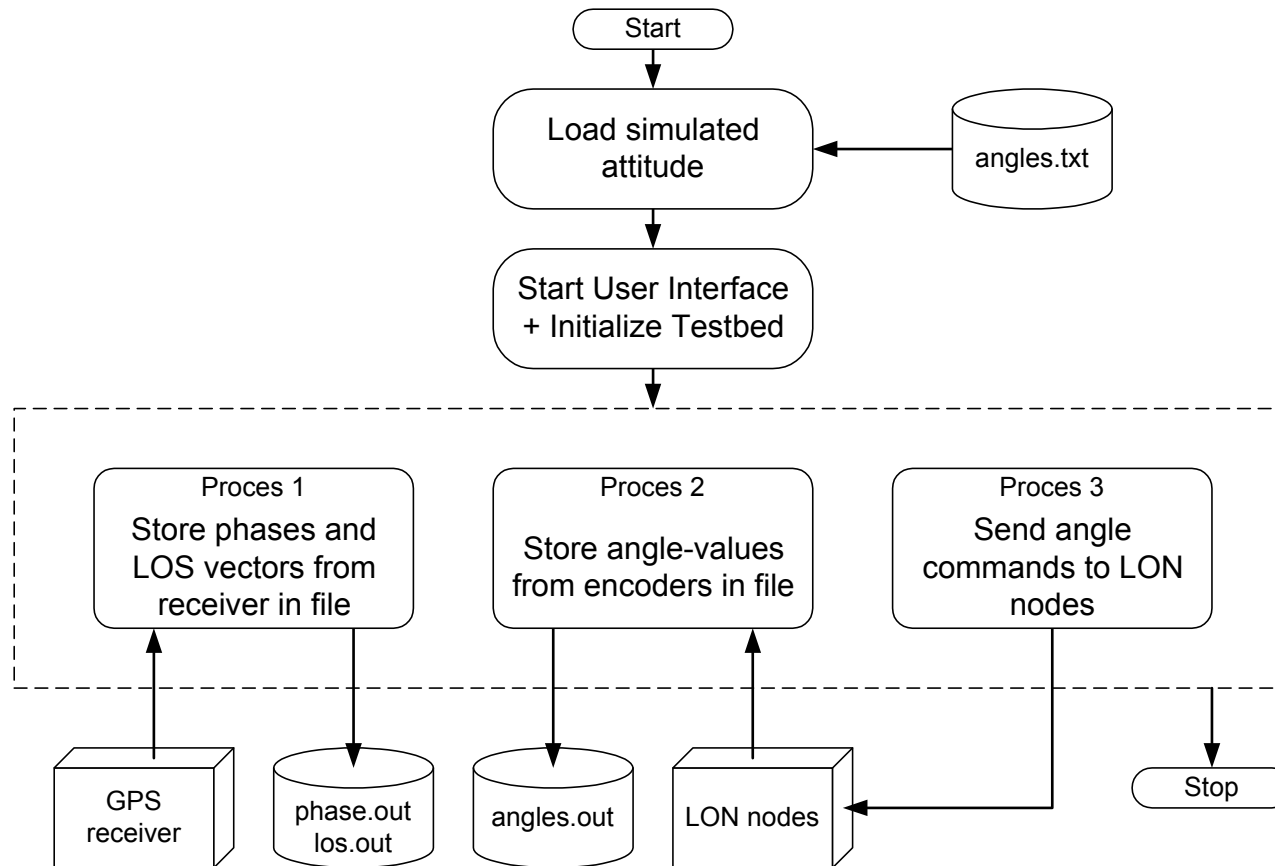 Start
Load simulated
attitude
angles.txt
Start User Interface
+ Initialize Testbed
Proces 1
Store phases and
LOS vectors from
receiver in file
Proces 2
Store angle-values
from encoders in file
Proces 3
Send angle
commands to LON
nodes
GPS
receiver
phase.out
los.out
angles.out
LON nodes
Stop